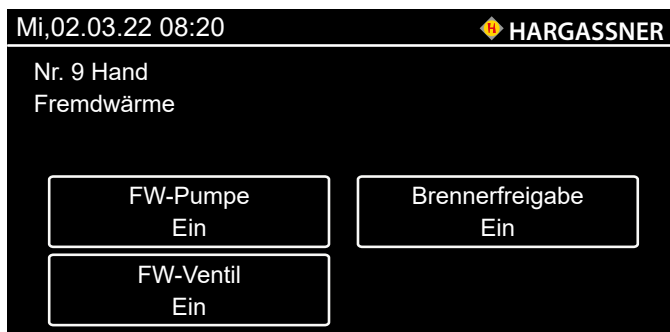 Mi,02.03.22 08:20
H HARGASSNER
Nr. 9 Hand
Fremdwärme
FW-Pumpe
Ein
Brennerfreigabe
Ein
FW-Ventil
Ein